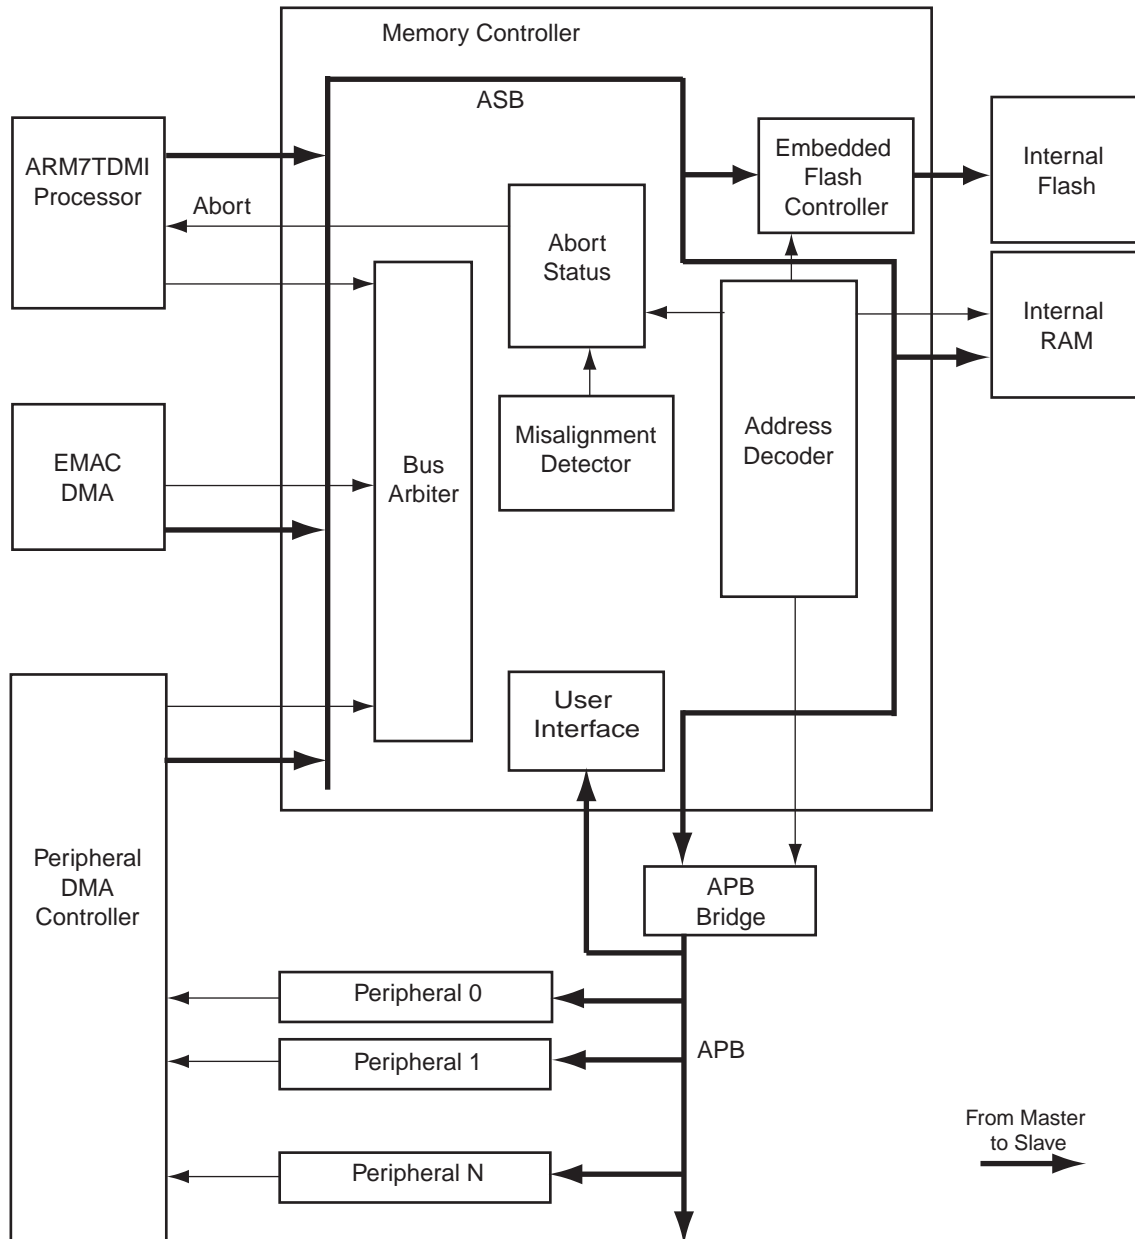 Memory Controller
ASB
ARM7TDMI
Processor
Abort
Embedded
Flash
Controller
Internal
Flash
Abort
Status
Internal
RAM
EMAC
DMA
Bus
Arbiter
Misalignment
Detector
Address
Decoder
User
Interface
Peripheral
DMA
Controller
APB
Bridge
Peripheral 0
Peripheral 1
APB
Peripheral N
From Master
to Slave